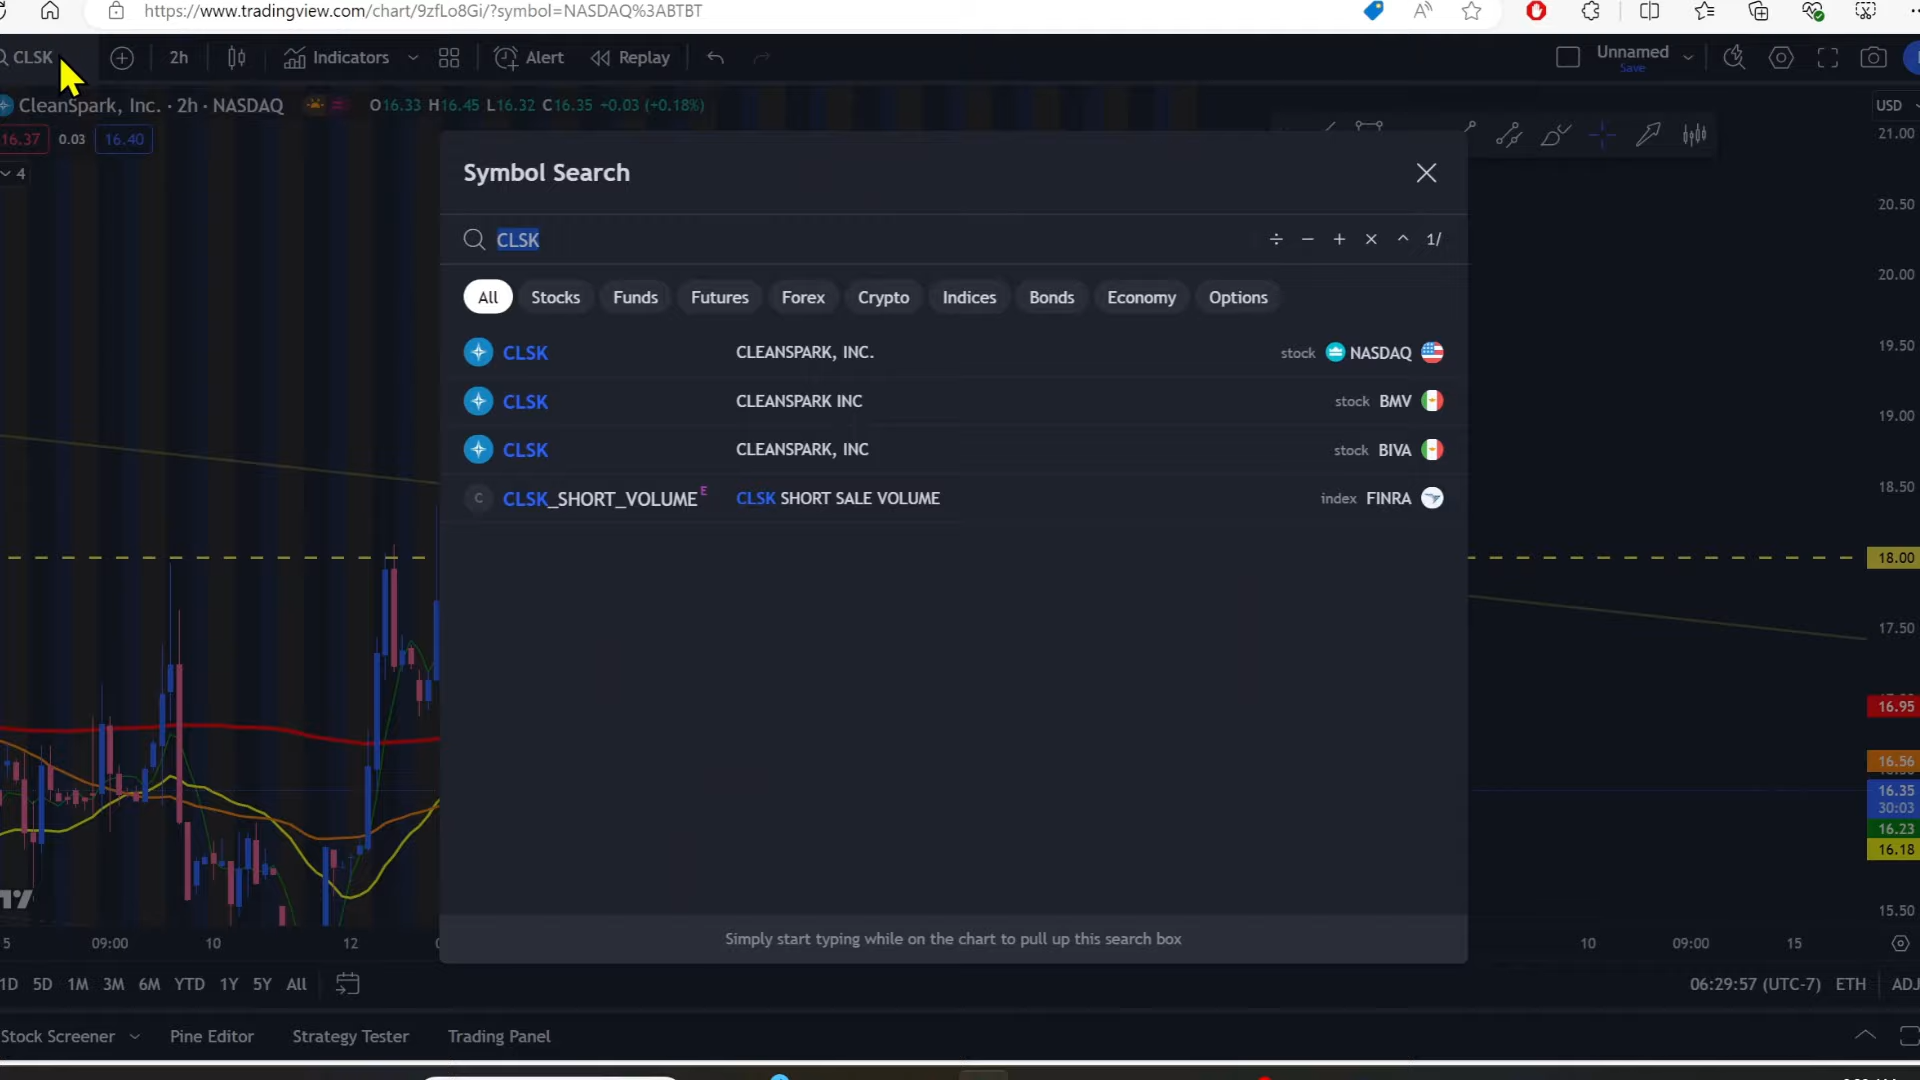 https://www.tradingview.com/chart/9zfLo8Gi/?symbol=NASDAQ%3ABTBT
CLSK 2h Indicators Alert Replay Unnamed
Save
CleanSpark, Inc. · 2h · NASDAQ O16.33 H16.45 L16.32 C16.35 +0.03 (+0.18%) USD
16.37 0.03 16.40 21.00
4
Symbol Search
20.50
CLSK ÷ − + × ^ 1/
20.00
All Stocks Funds Futures Forex Crypto Indices Bonds Economy Options
CLSK CLEANSPARK, INC. stock NASDAQ
19.50
CLSK CLEANSPARK INC stock BMV
19.00
CLSK CLEANSPARK, INC stock BIVA
18.50
C CLSK_SHORT_VOLUME E CLSK SHORT SALE VOLUME index FINRA
18.00
17.50
16.95
16.56
16.35
30:03
16.23
16.18
15.50
Simply start typing while on the chart to pull up this search box
5 09:00 10 12 10 09:00 15
1D 5D 1M 3M 6M YTD 1Y 5Y All 06:29:57 (UTC-7) ETH ADJ
Stock Screener Pine Editor Strategy Tester Trading Panel